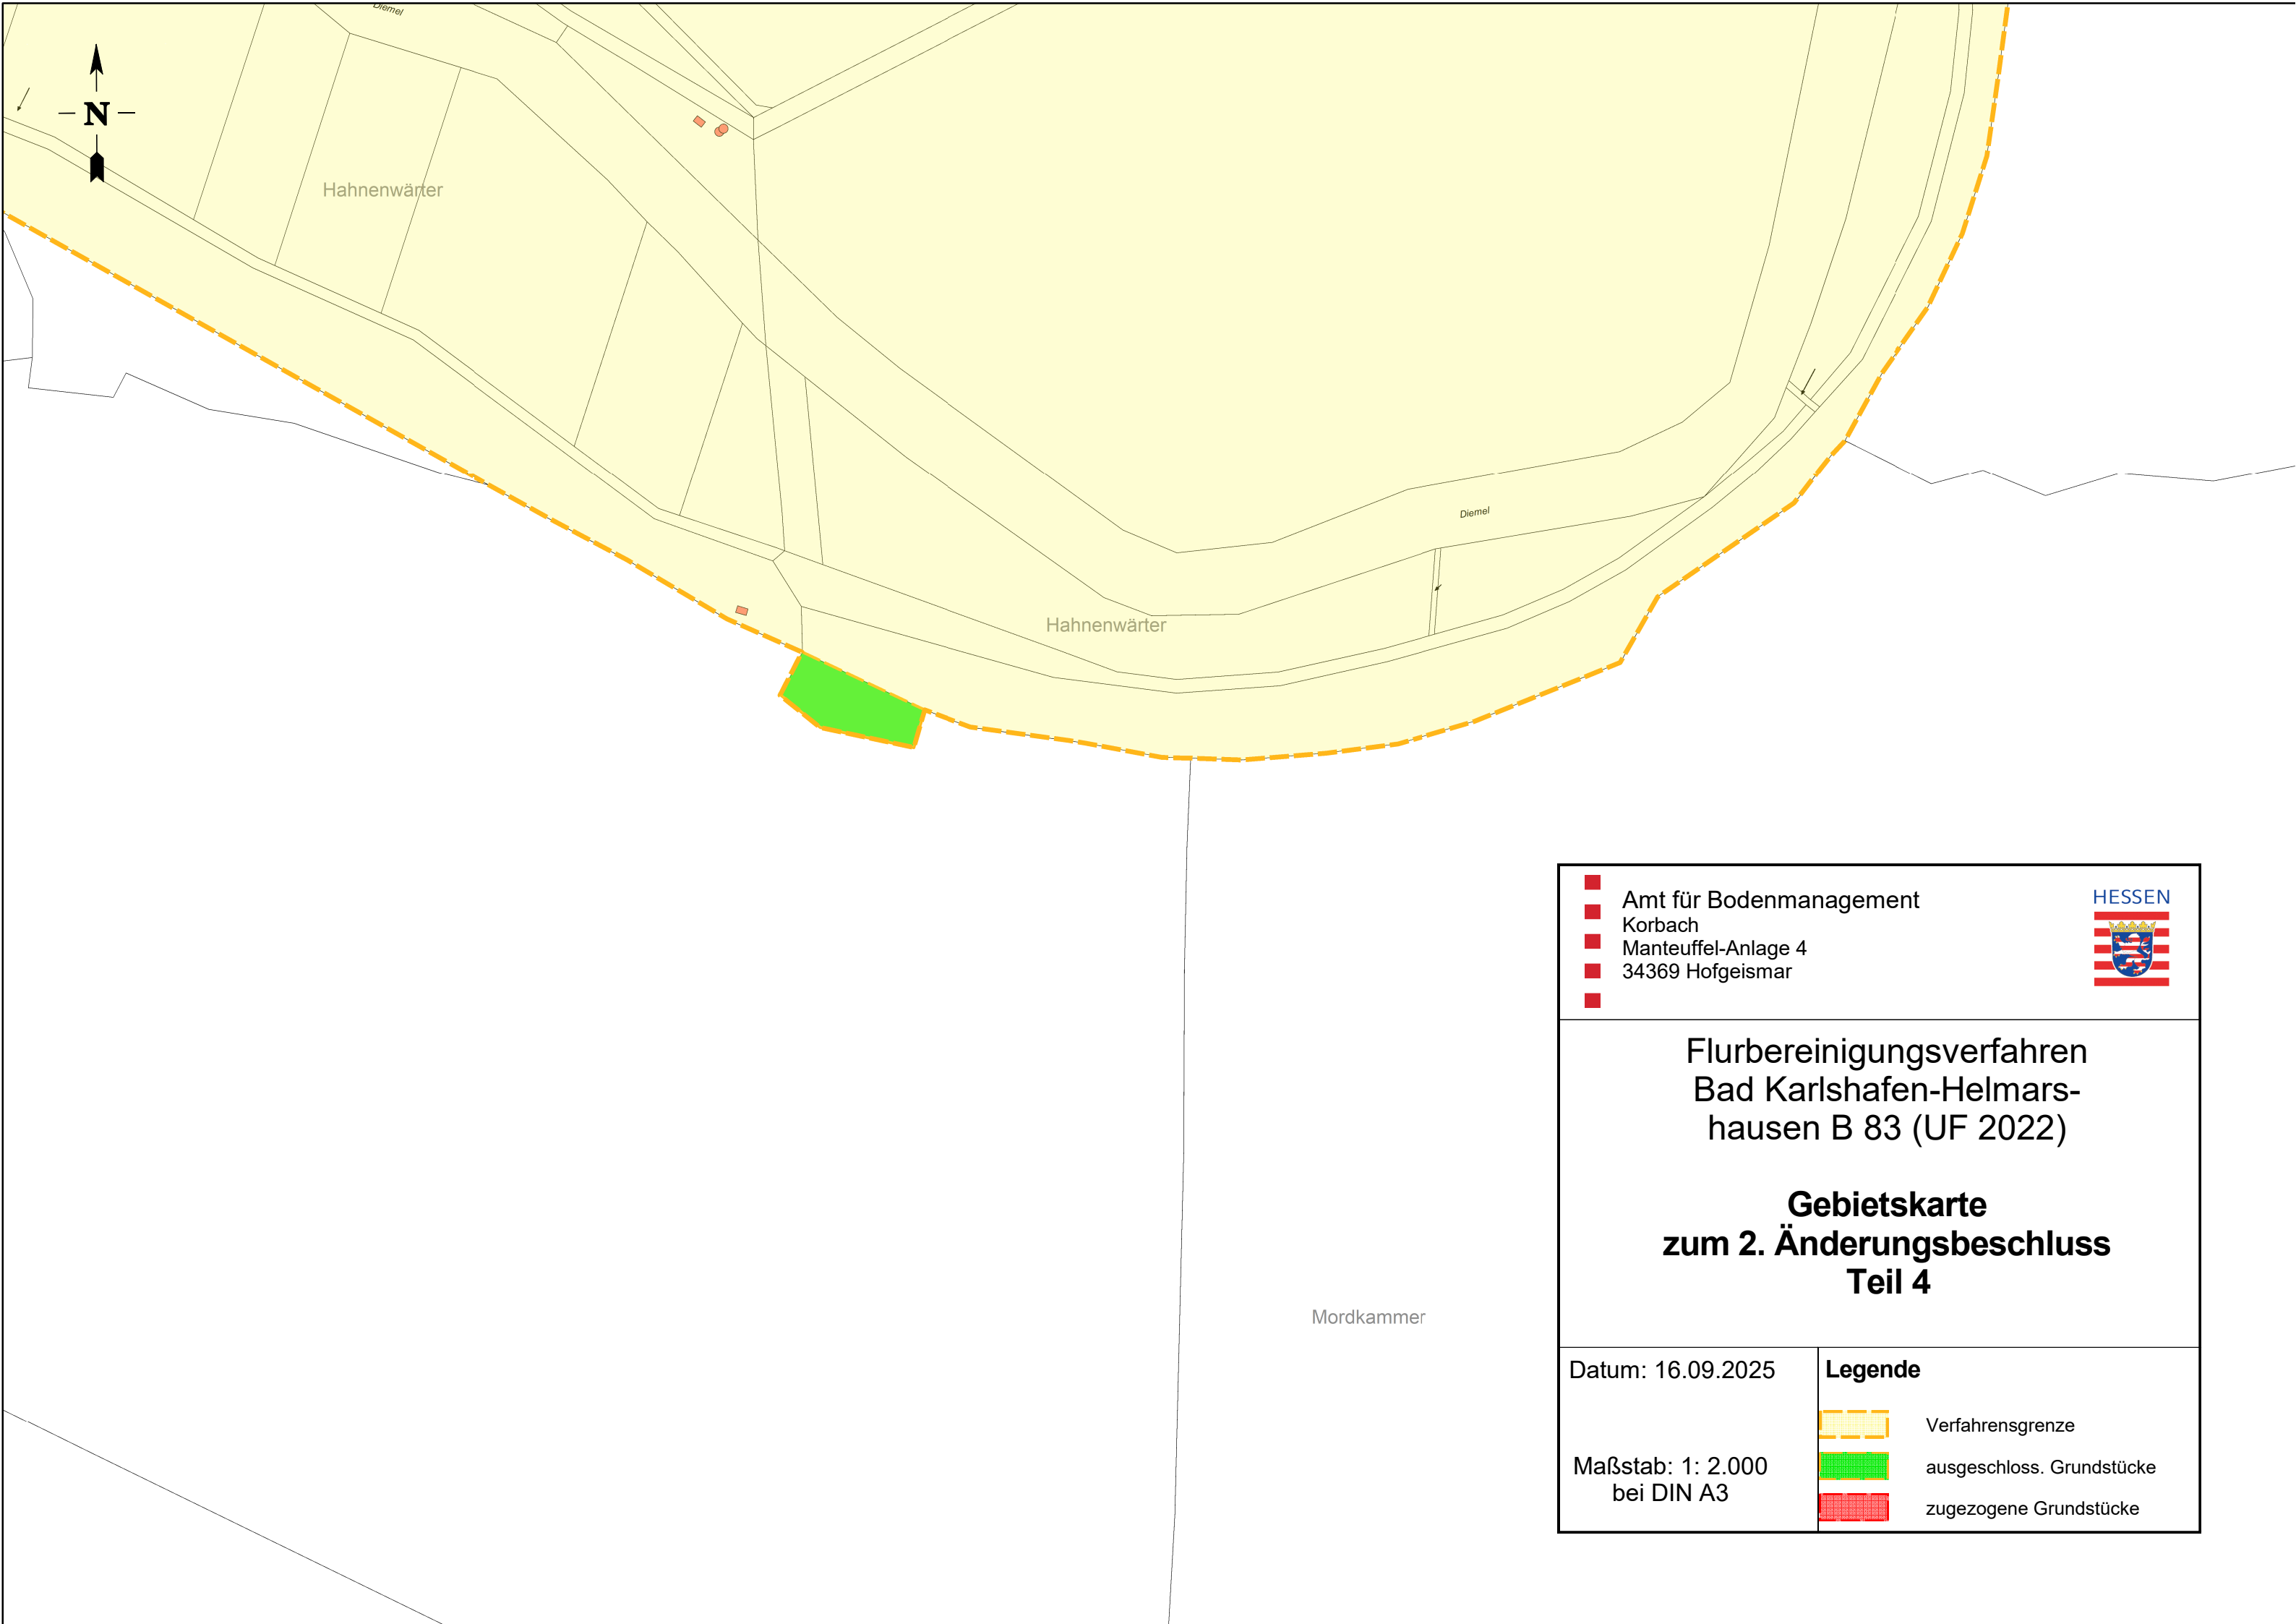 Diemel
N
Hahnenwärter
Diemel
Hahnenwärter
Mordkammer
Amt für Bodenmanagement
Korbach
Manteuffel-Anlage 4
34369 Hofgeismar
HESSEN
Flurbereinigungsverfahren
Bad Karlshafen-Helmars-
hausen B 83 (UF 2022)
Gebietskarte
zum 2. Änderungsbeschluss
Teil 4
Datum: 16.09.2025
Maßstab: 1: 2.000
bei DIN A3
Legende
Verfahrensgrenze
ausgeschloss. Grundstücke
zugezogene Grundstücke